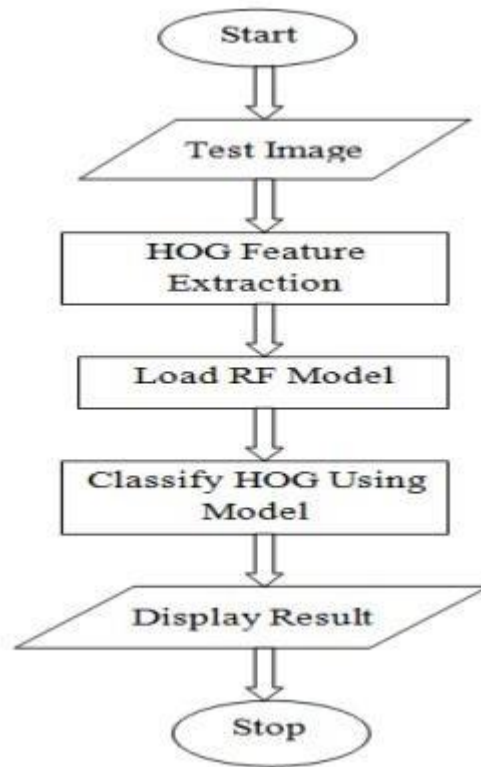 Start
Test Image
HOG Feature
Extraction
Load RF Model
Classify HOG Using
Model
Display Result
Stop